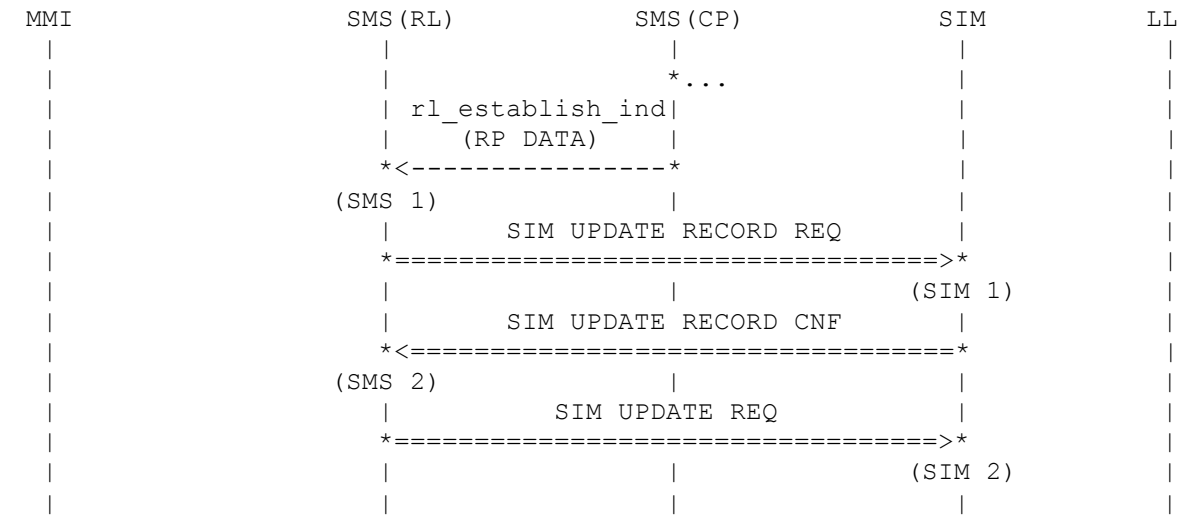 MMI SMS(RL) SMS(CP) SIM LL
| | | | |
| | *... | |
| | rl_establish_ind| | |
| | (RP DATA) | | |
| *<----------------* | |
| (SMS 1) | | |
| | SIM UPDATE RECORD REQ | |
| *==================================>* |
| | | (SIM 1) |
| | SIM UPDATE RECORD CNF | |
| *<==================================* |
| (SMS 2) | | |
| | SIM UPDATE REQ | |
| *==================================>* |
| | | (SIM 2) |
| | | | |